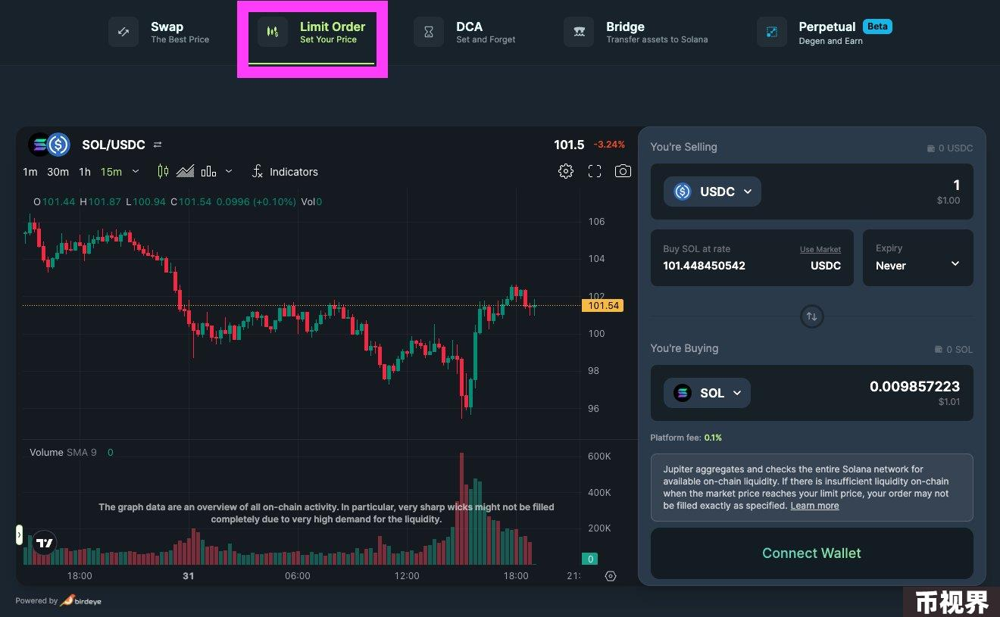 Swap
The Best Price
Limit Order
Set Your Price
DCA
Set and Forget
Bridge
Transfer assets to Solana
Perpetual Beta
Degen and Earn
SOL/USDC
101.5 -3.24%
1m 30m 1h 15m
Indicators
O101.44 H101.87 L100.94 C101.54 0.0996 (+0.10%) Vol0
106
104
102
101.54
100
98
96
Volume SMA 9 0
600K
400K
200K
0
The graph data are an overview of all on-chain activity. In particular, very sharp wicks might not be filled
completely due to very high demand for the liquidity.
18:00 31 06:00 12:00 18:00 21:
Powered by birdeye
You're Selling
0 USDC
USDC
1
$1.00
Buy SOL at rate
Use Market
101.448450542
USDC
Expiry
Never
You're Buying
0 SOL
SOL
0.009857223
$1.01
Platform fee: 0.1%
Jupiter aggregates and checks the entire Solana network for
available on-chain liquidity. If there is insufficient liquidity on-chain
when the market price reaches your limit price, your order may not
be filled exactly as specified. Learn more
Connect Wallet
币视界